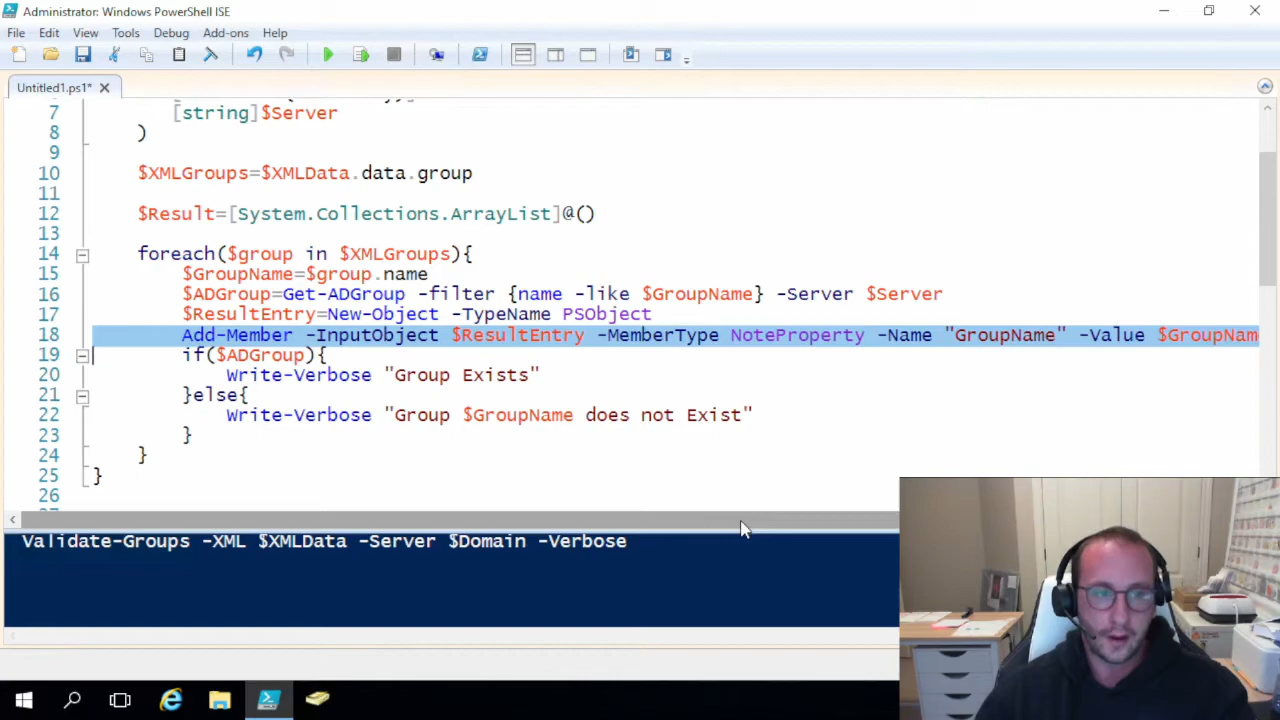 Administrator: Windows PowerShell ISE
File Edit View Tools Debug Add-ons Help
Untitled1.ps1*
7 [string]$Server
8 )
9
10 $XMLGroups=$XMLData.data.group
11
12 $Result=[System.Collections.ArrayList]@()
13
14 foreach($group in $XMLGroups){
15 $GroupName=$group.name
16 $ADGroup=Get-ADGroup -filter {name -like $GroupName} -Server $Server
17 $ResultEntry=New-Object -TypeName PSObject
18 Add-Member -InputObject $ResultEntry -MemberType NoteProperty -Name "GroupName" -Value $GroupNam
19 if($ADGroup){
20 Write-Verbose "Group Exists"
21 }else{
22 Write-Verbose "Group $GroupName does not Exist"
23 }
24 }
25 }
26
Validate-Groups -XML $XMLData -Server $Domain -Verbose